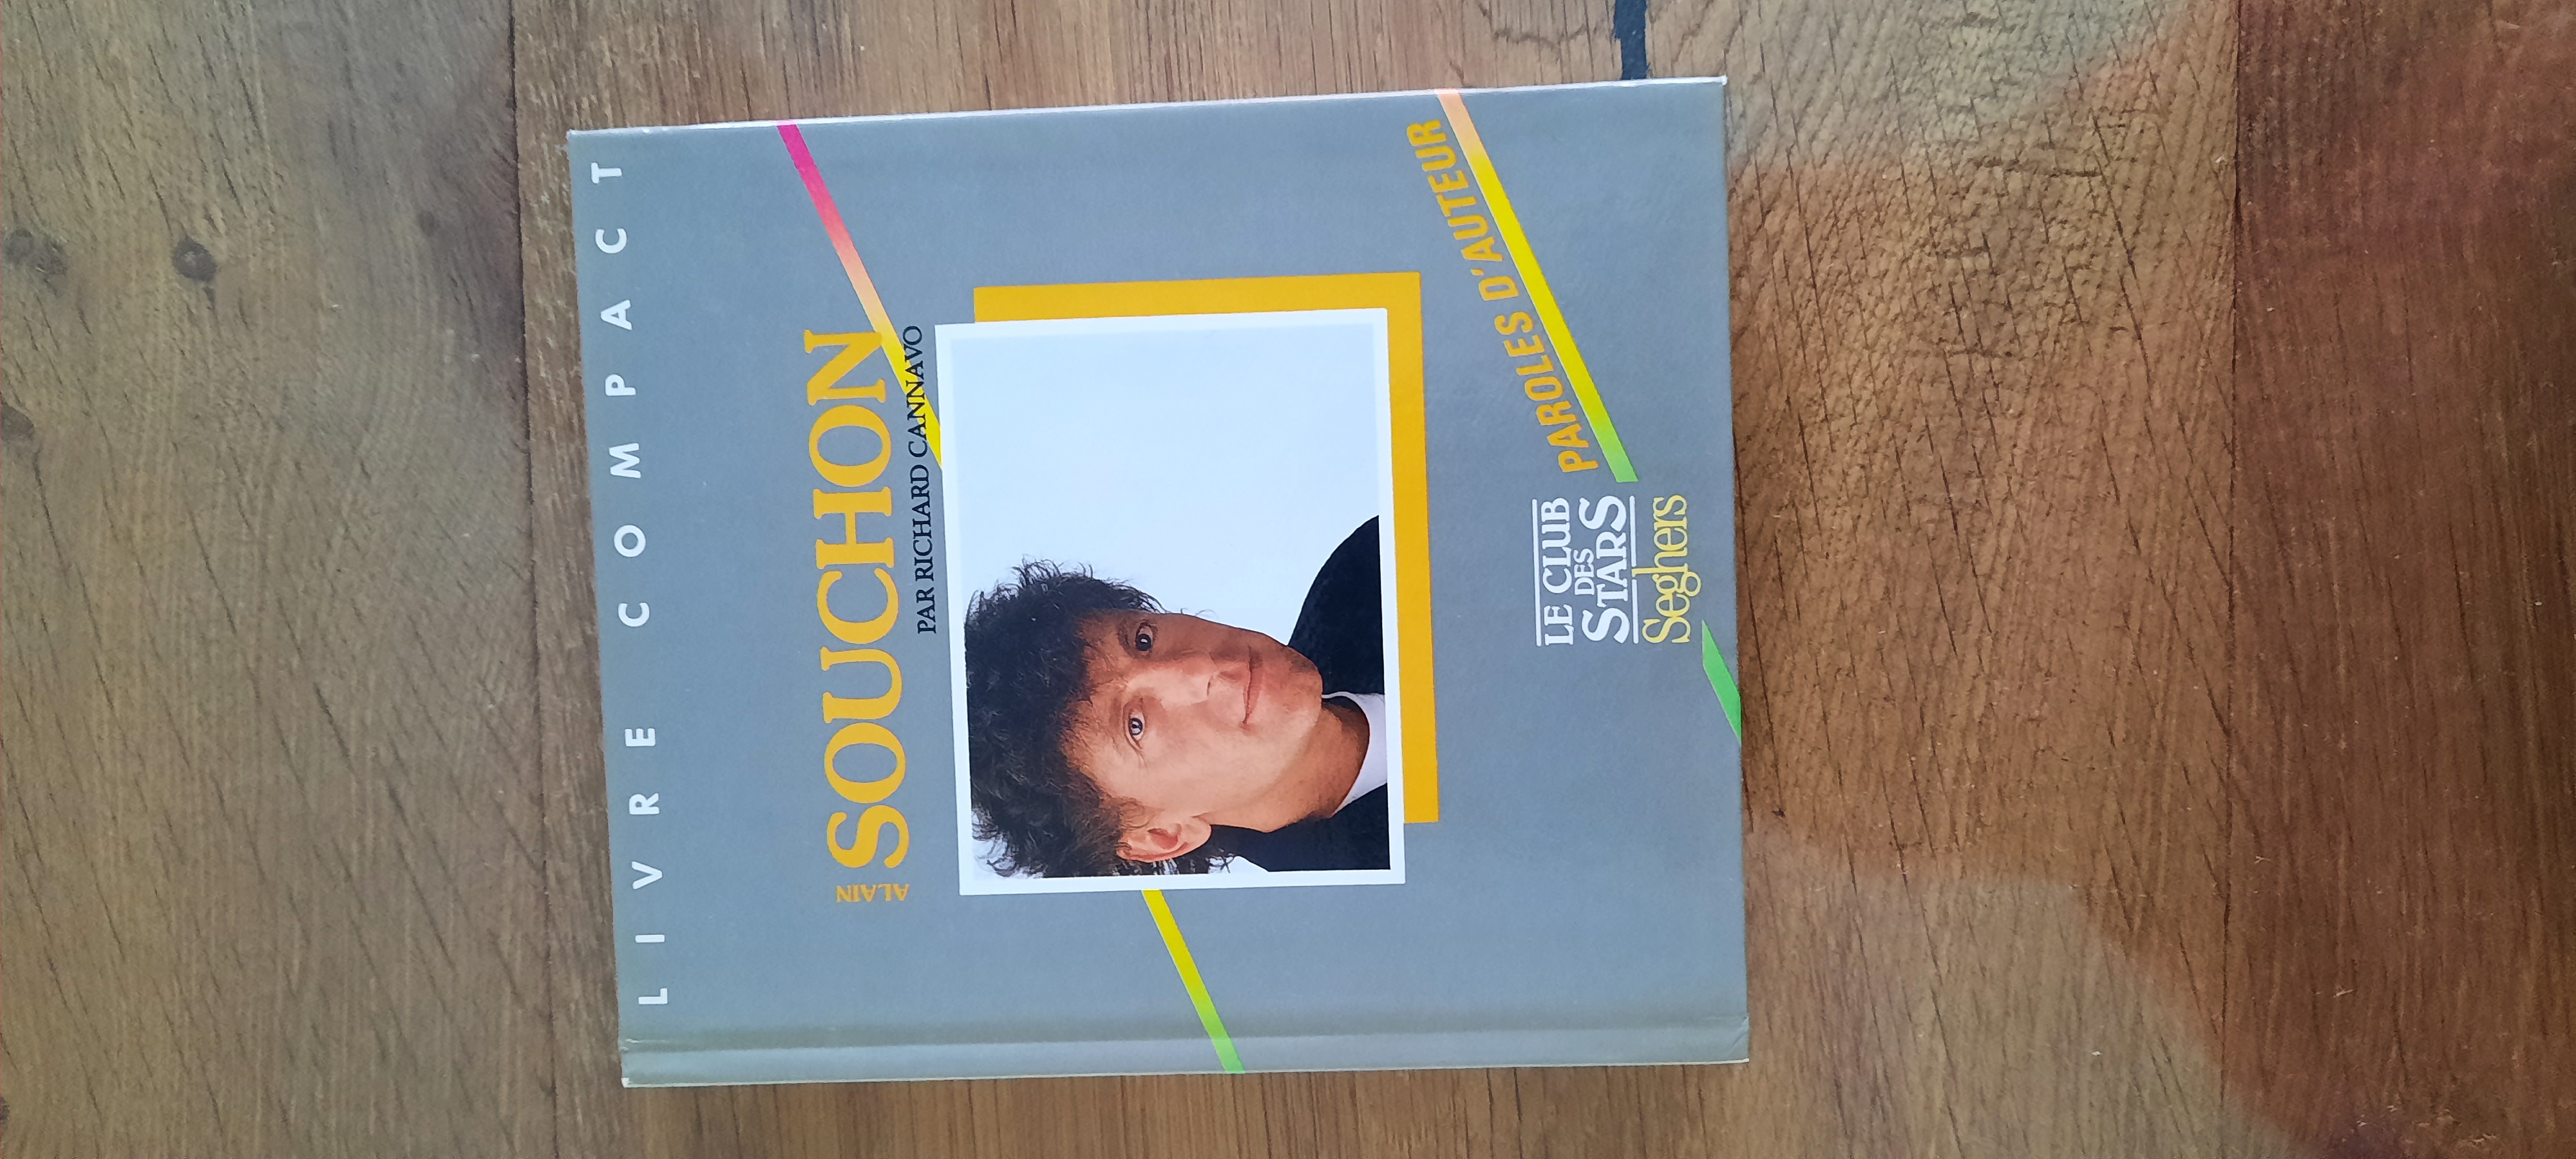 LIVRE COMPACT
ALAIN
SOUCHON
PAR RICHARD CANNAVO
PAROLES D'AUTEUR
LE CLUB
DES
STARS
Seghers